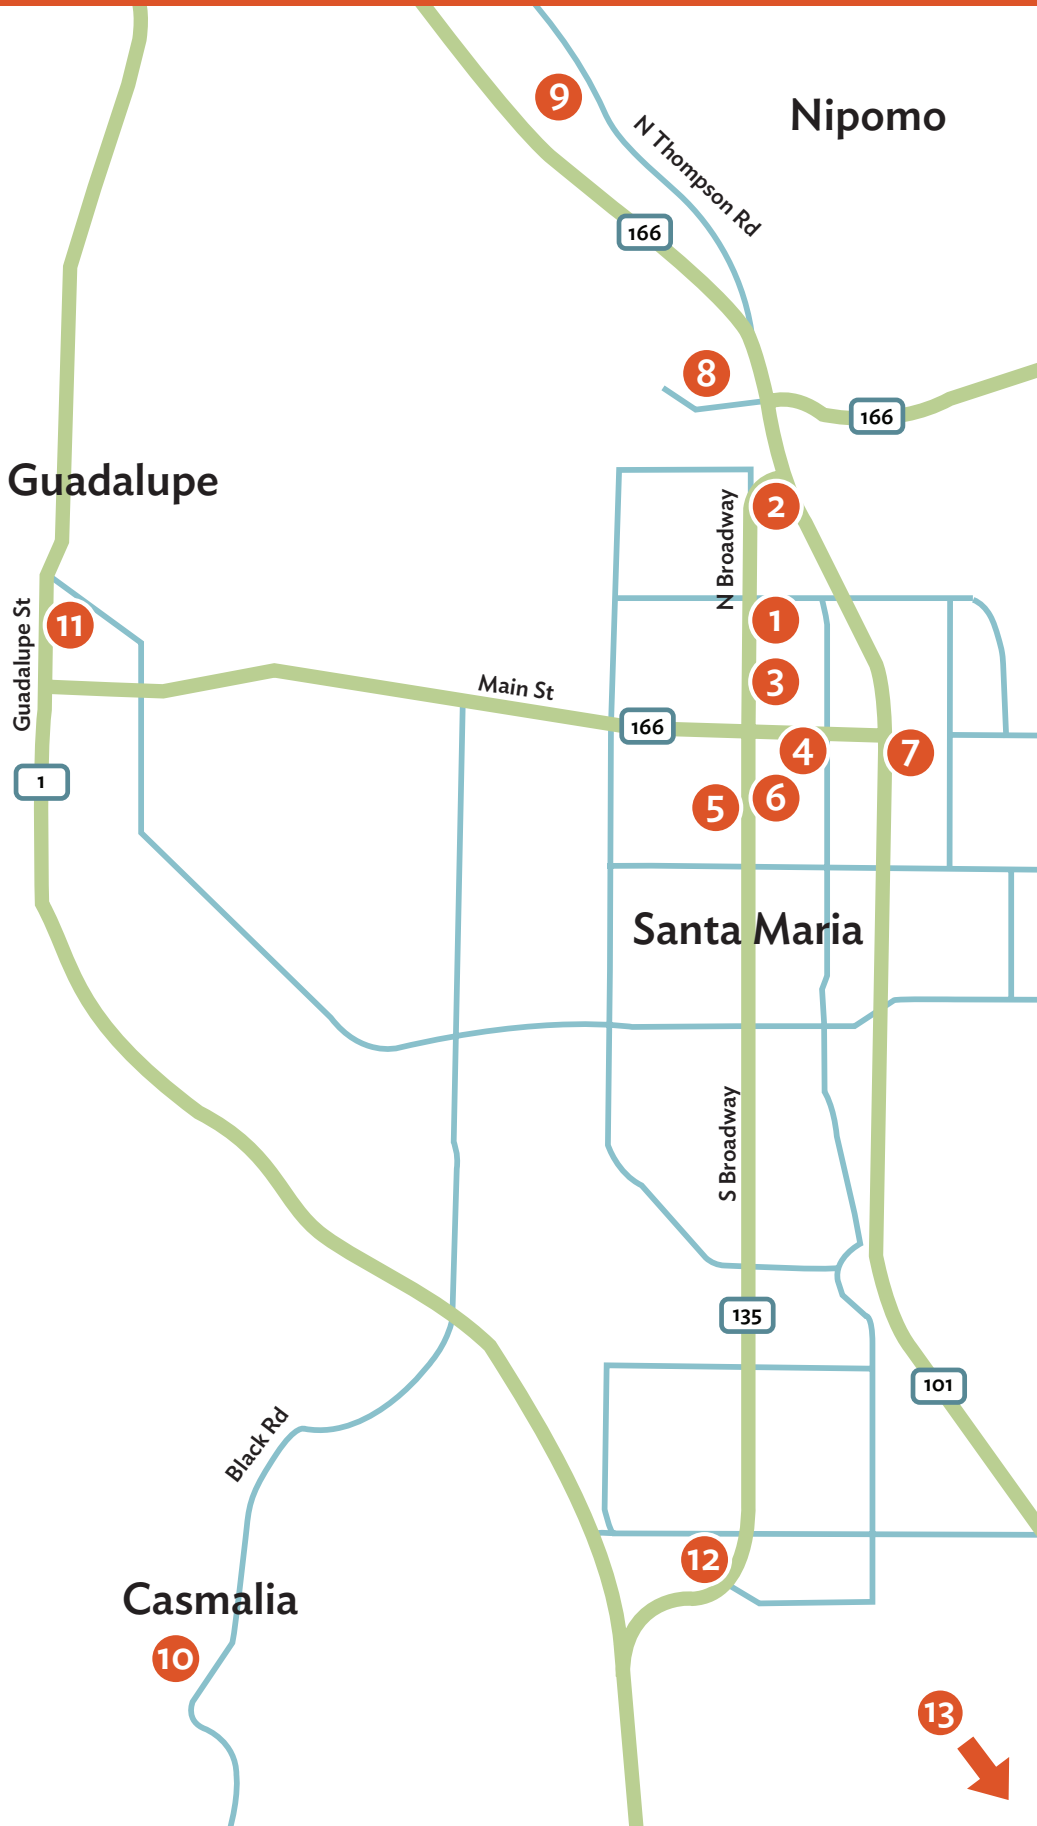 9
Nipomo
N Thompson Rd
166
8
166
Guadalupe
2
N Broadway
1
11
Guadalupe St
3
Main St
166
4
7
1
6
5
Santa Maria
S Broadway
135
101
Black Rd
12
Casmalia
10
13